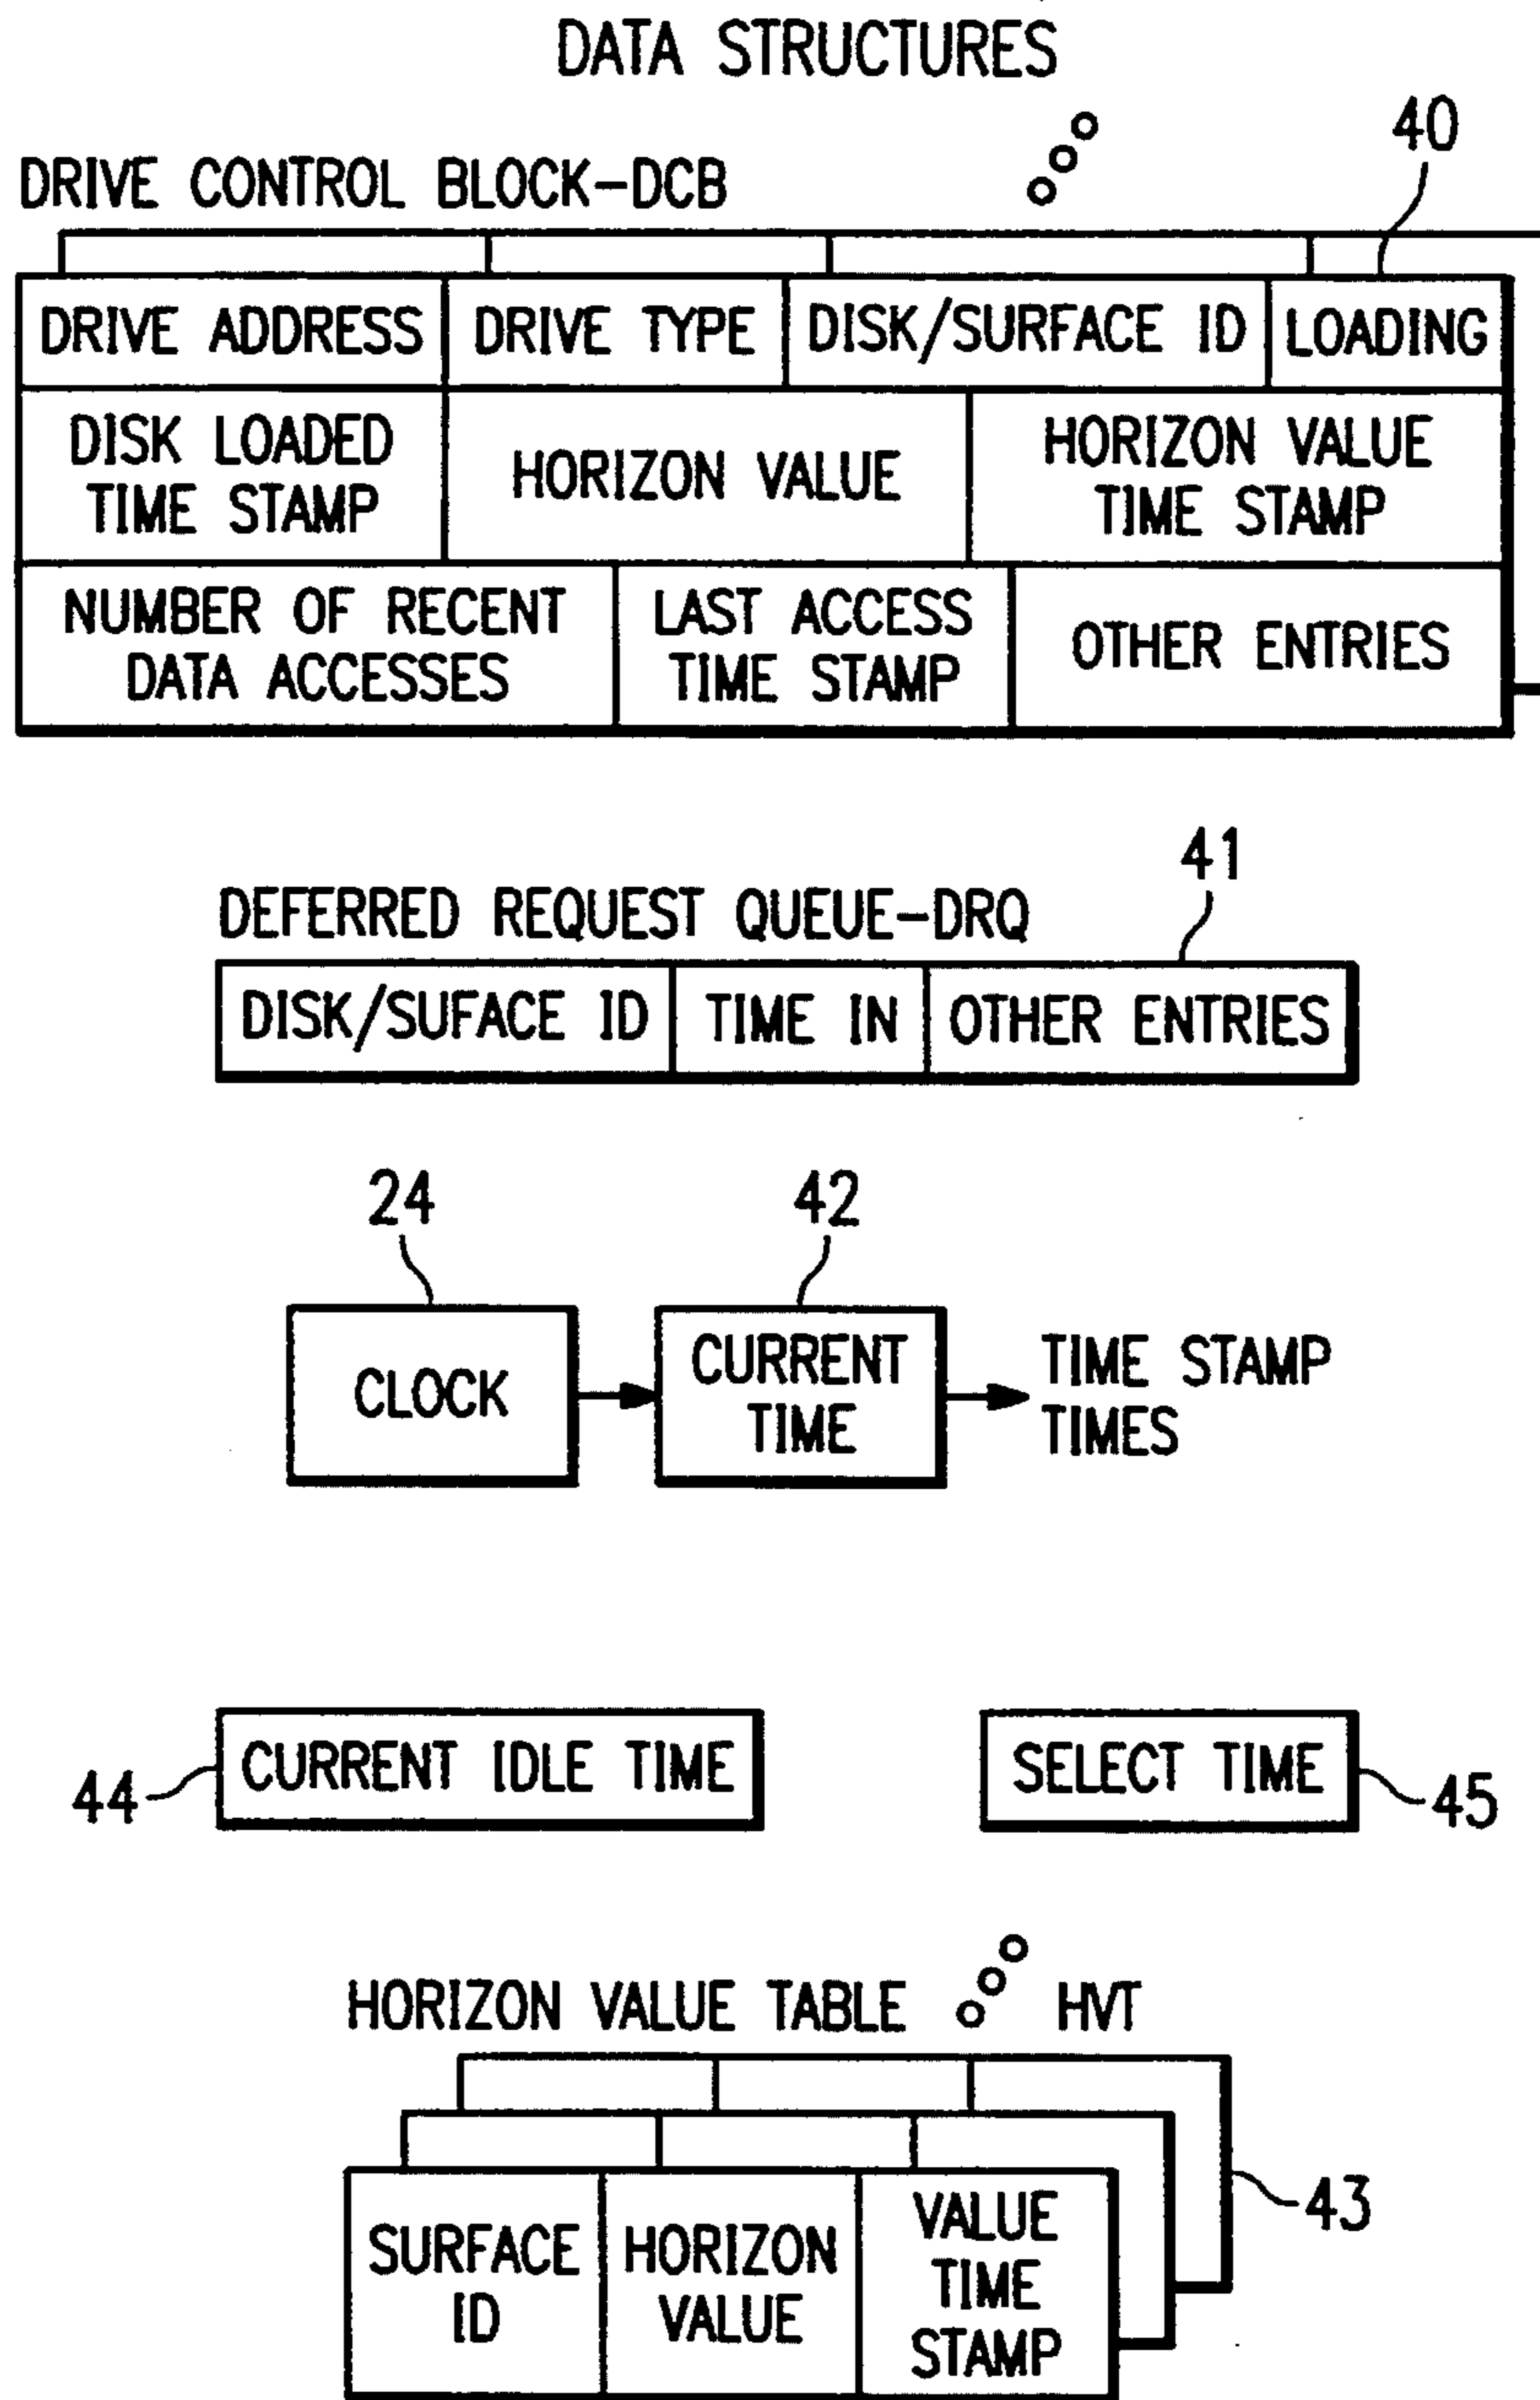 DATA STRUCTURES
40
DRIVE CONTROL BLOCK-DCB
DRIVE ADDRESS DRIVE TYPE DISK/SURFACE ID LOADING
DISK LOADED
TIME STAMP
HORIZON VALUE
HORIZON VALUE
TIME STAMP
NUMBER OF RECENT
DATA ACCESSES
LAST ACCESS
TIME STAMP
OTHER ENTRIES
41
DEFERRED REQUEST QUEUE-DRQ
DISK/SUFACE ID TIME IN OTHER ENTRIES
24
42
CLOCK
CURRENT
TIME
TIME STAMP
TIMES
44
CURRENT IDLE TIME
SELECT TIME
45
HORIZON VALUE TABLE HVT
43
SURFACE
ID
HORIZON
VALUE
VALUE
TIME
STAMP